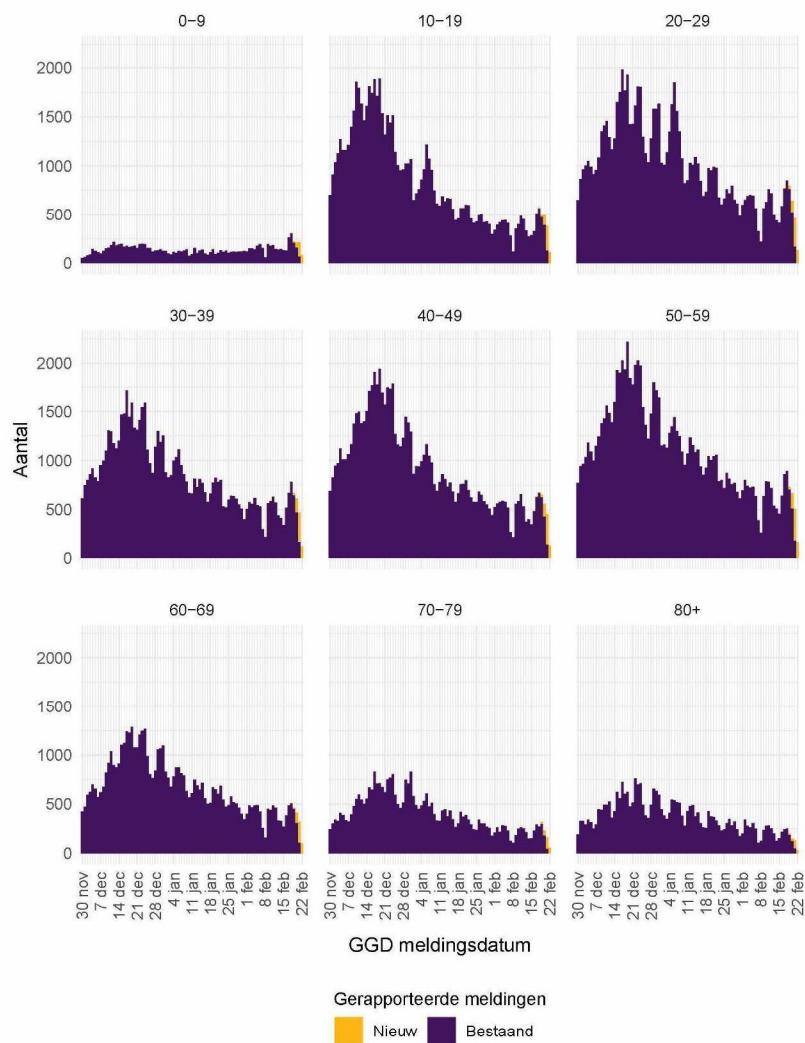 0−9 10−19 20−29
2000
1500
1000
500
0
30−39 40−49 50−59
2000
1500
1000
500
0
Aantal
60−69 70−79 80+
2000
1500
1000
500
0
30 nov 7 dec 14 dec 21 dec 28 dec 4 jan 11 jan 18 jan 25 jan 1 feb 8 feb 15 feb 22 feb 30 nov 7 dec 14 dec 21 dec 28 dec 4 jan 11 jan 18 jan 25 jan 1 feb 8 feb 15 feb 22 feb 30 nov 7 dec 14 dec 21 dec 28 dec 4 jan 11 jan 18 jan 25 jan 1 feb 8 feb 15 feb 22 feb
GGD meldingsdatum
Gerapporteerde meldingen
Nieuw Bestaand